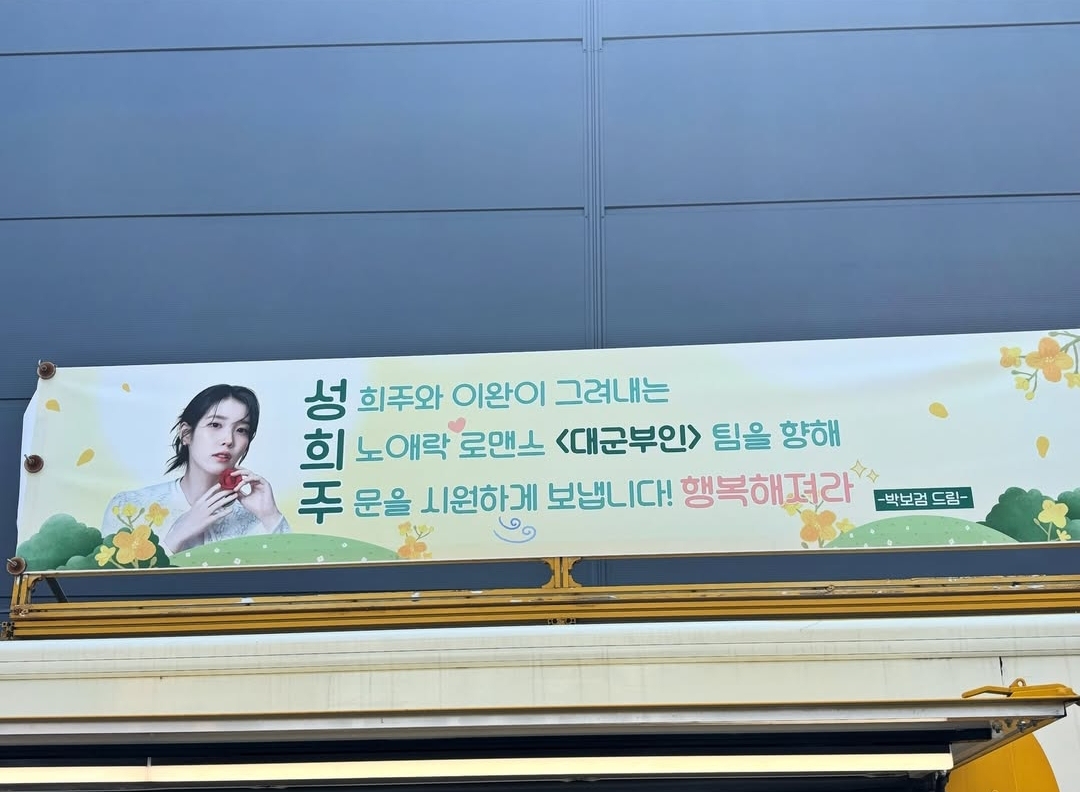 성희주와 이완이 그려내는
희노애락 로맨스 <대군부인> 팀을 향해
주문을 시원하게 보냅니다! 행복해져라
-박보검 드림-